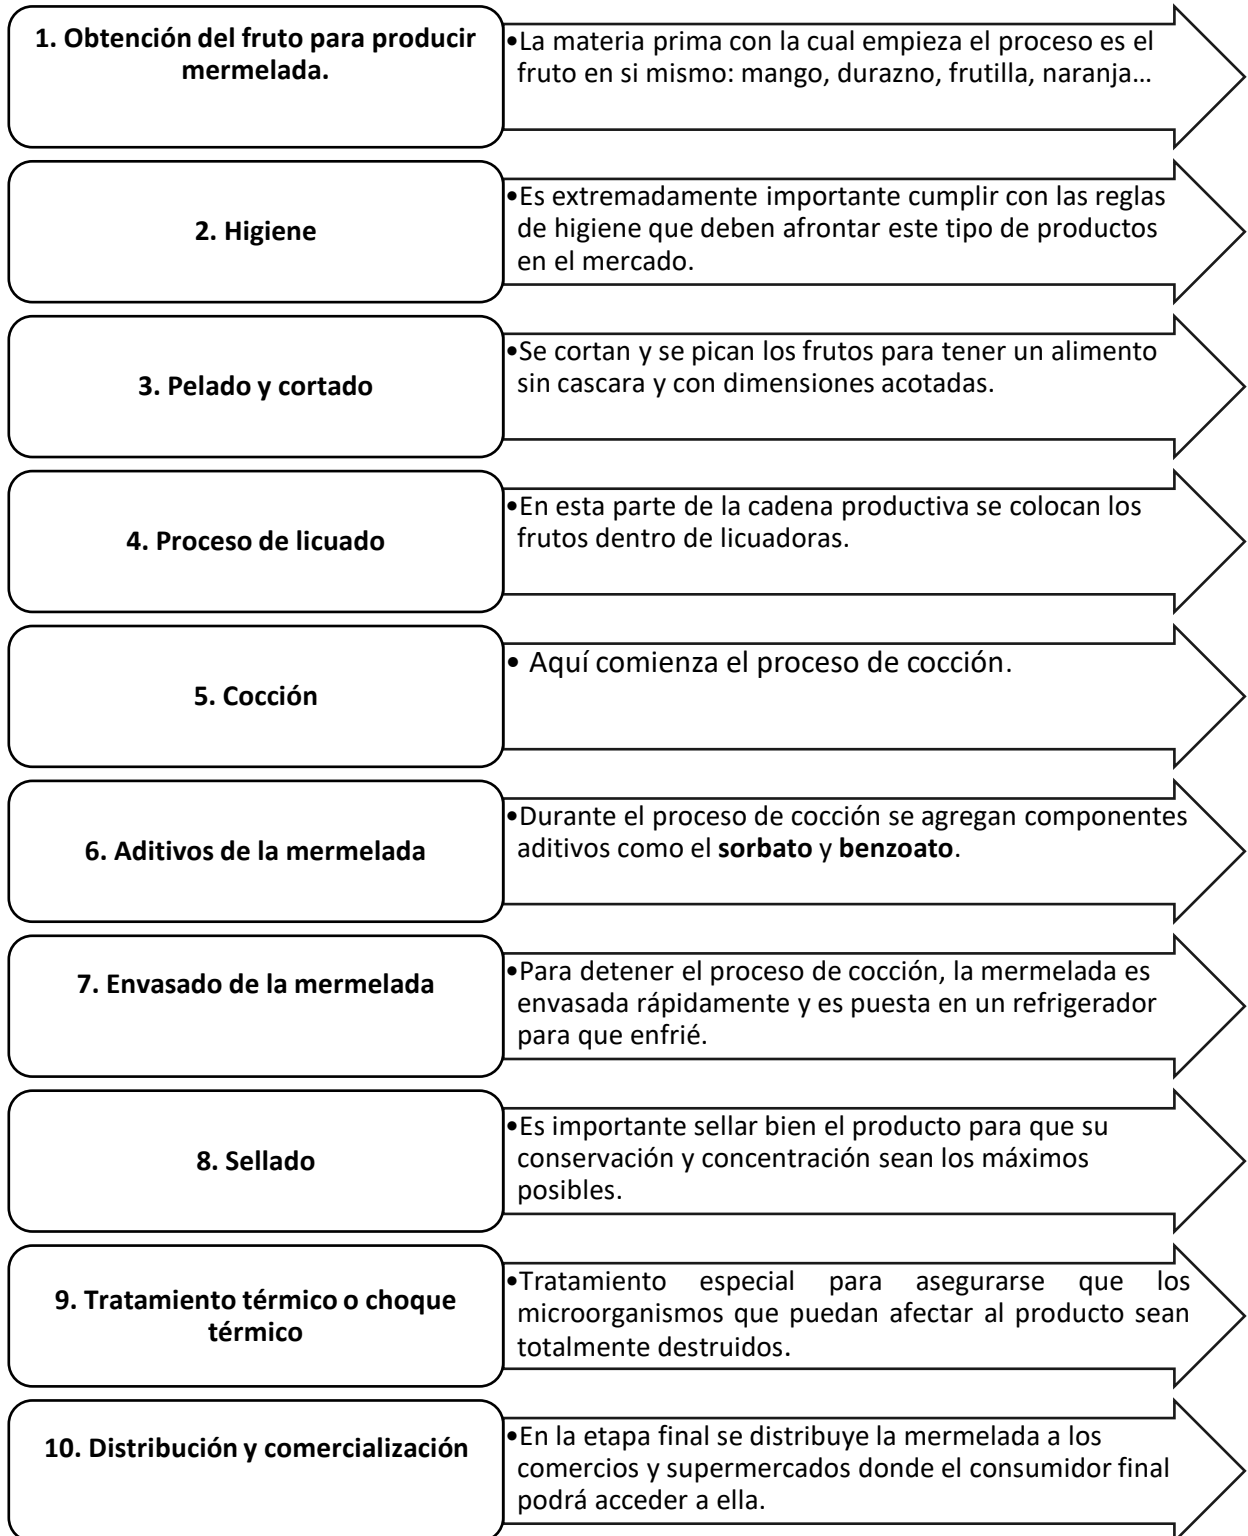 1. Obtención del fruto para producir
mermelada.
•La materia prima con la cual empieza el proceso es el
fruto en si mismo: mango, durazno, frutilla, naranja...
2. Higiene
•Es extremadamente importante cumplir con las reglas
de higiene que deben afrontar este tipo de productos
en el mercado.
3. Pelado y cortado
•Se cortan y se pican los frutos para tener un alimento
sin cascara y con dimensiones acotadas.
4. Proceso de licuado
•En esta parte de la cadena productiva se colocan los
frutos dentro de licuadoras.
5. Cocción
• Aquí comienza el proceso de cocción.
6. Aditivos de la mermelada
•Durante el proceso de cocción se agregan componentes
aditivos como el sorbato y benzoato.
7. Envasado de la mermelada
•Para detener el proceso de cocción, la mermelada es
envasada rápidamente y es puesta en un refrigerador
para que enfrié.
8. Sellado
•Es importante sellar bien el producto para que su
conservación y concentración sean los máximos
posibles.
9. Tratamiento térmico o choque
térmico
•Tratamiento especial para asegurarse que los
microorganismos que puedan afectar al producto sean
totalmente destruidos.
10. Distribución y comercialización
•En la etapa final se distribuye la mermelada a los
comercios y supermercados donde el consumidor final
podrá acceder a ella.